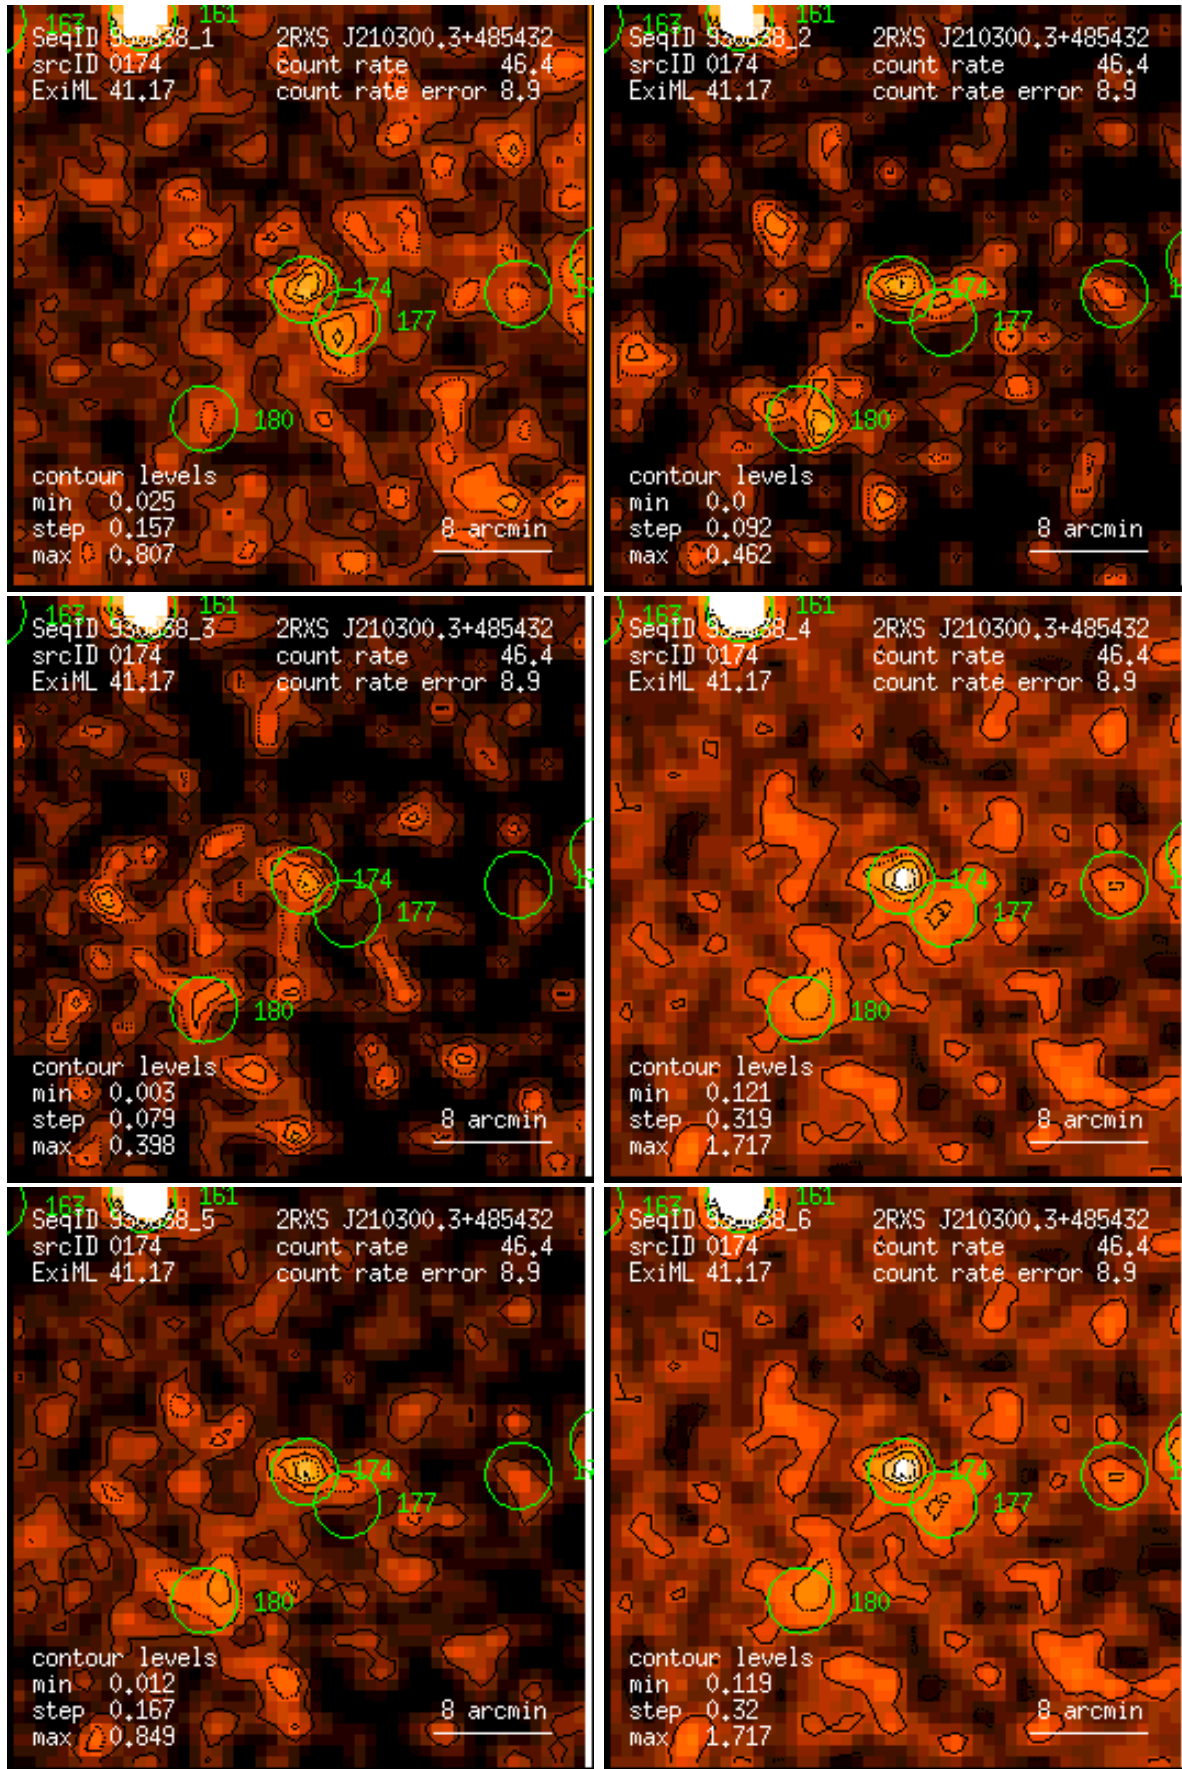 163 161
SeqID 2RXS J210300.3+485432
srcID 0174 count rate 46.4
ExiML 41.17 count rate error 8.9
174
177
180
contour levels
min 0.025
step 0.157
max 0.807
8 arcmin
163 161
SeqID 2RXS J210300.3+485432
srcID 0174 count rate 46.4
ExiML 41.17 count rate error 8.9
174
177
180
contour levels
min 0.0
step 0.092
max 0.462
8 arcmin
163 161
SeqID 2RXS J210300.3+485432
srcID 0174 count rate 46.4
ExiML 41.17 count rate error 8.9
174
177
180
contour levels
min 0.003
step 0.079
max 0.398
8 arcmin
163 161
SeqID 2RXS J210300.3+485432
srcID 0174 count rate 46.4
ExiML 41.17 count rate error 8.9
174
177
180
contour levels
min 0.121
step 0.319
max 1.717
8 arcmin
163 161
SeqID 2RXS J210300.3+485432
srcID 0174 count rate 46.4
ExiML 41.17 count rate error 8.9
174
177
180
contour levels
min 0.012
step 0.167
max 0.849
8 arcmin
163 161
SeqID 2RXS J210300.3+485432
srcID 0174 count rate 46.4
ExiML 41.17 count rate error 8.9
174
177
180
contour levels
min 0.119
step 0.32
max 1.717
8 arcmin